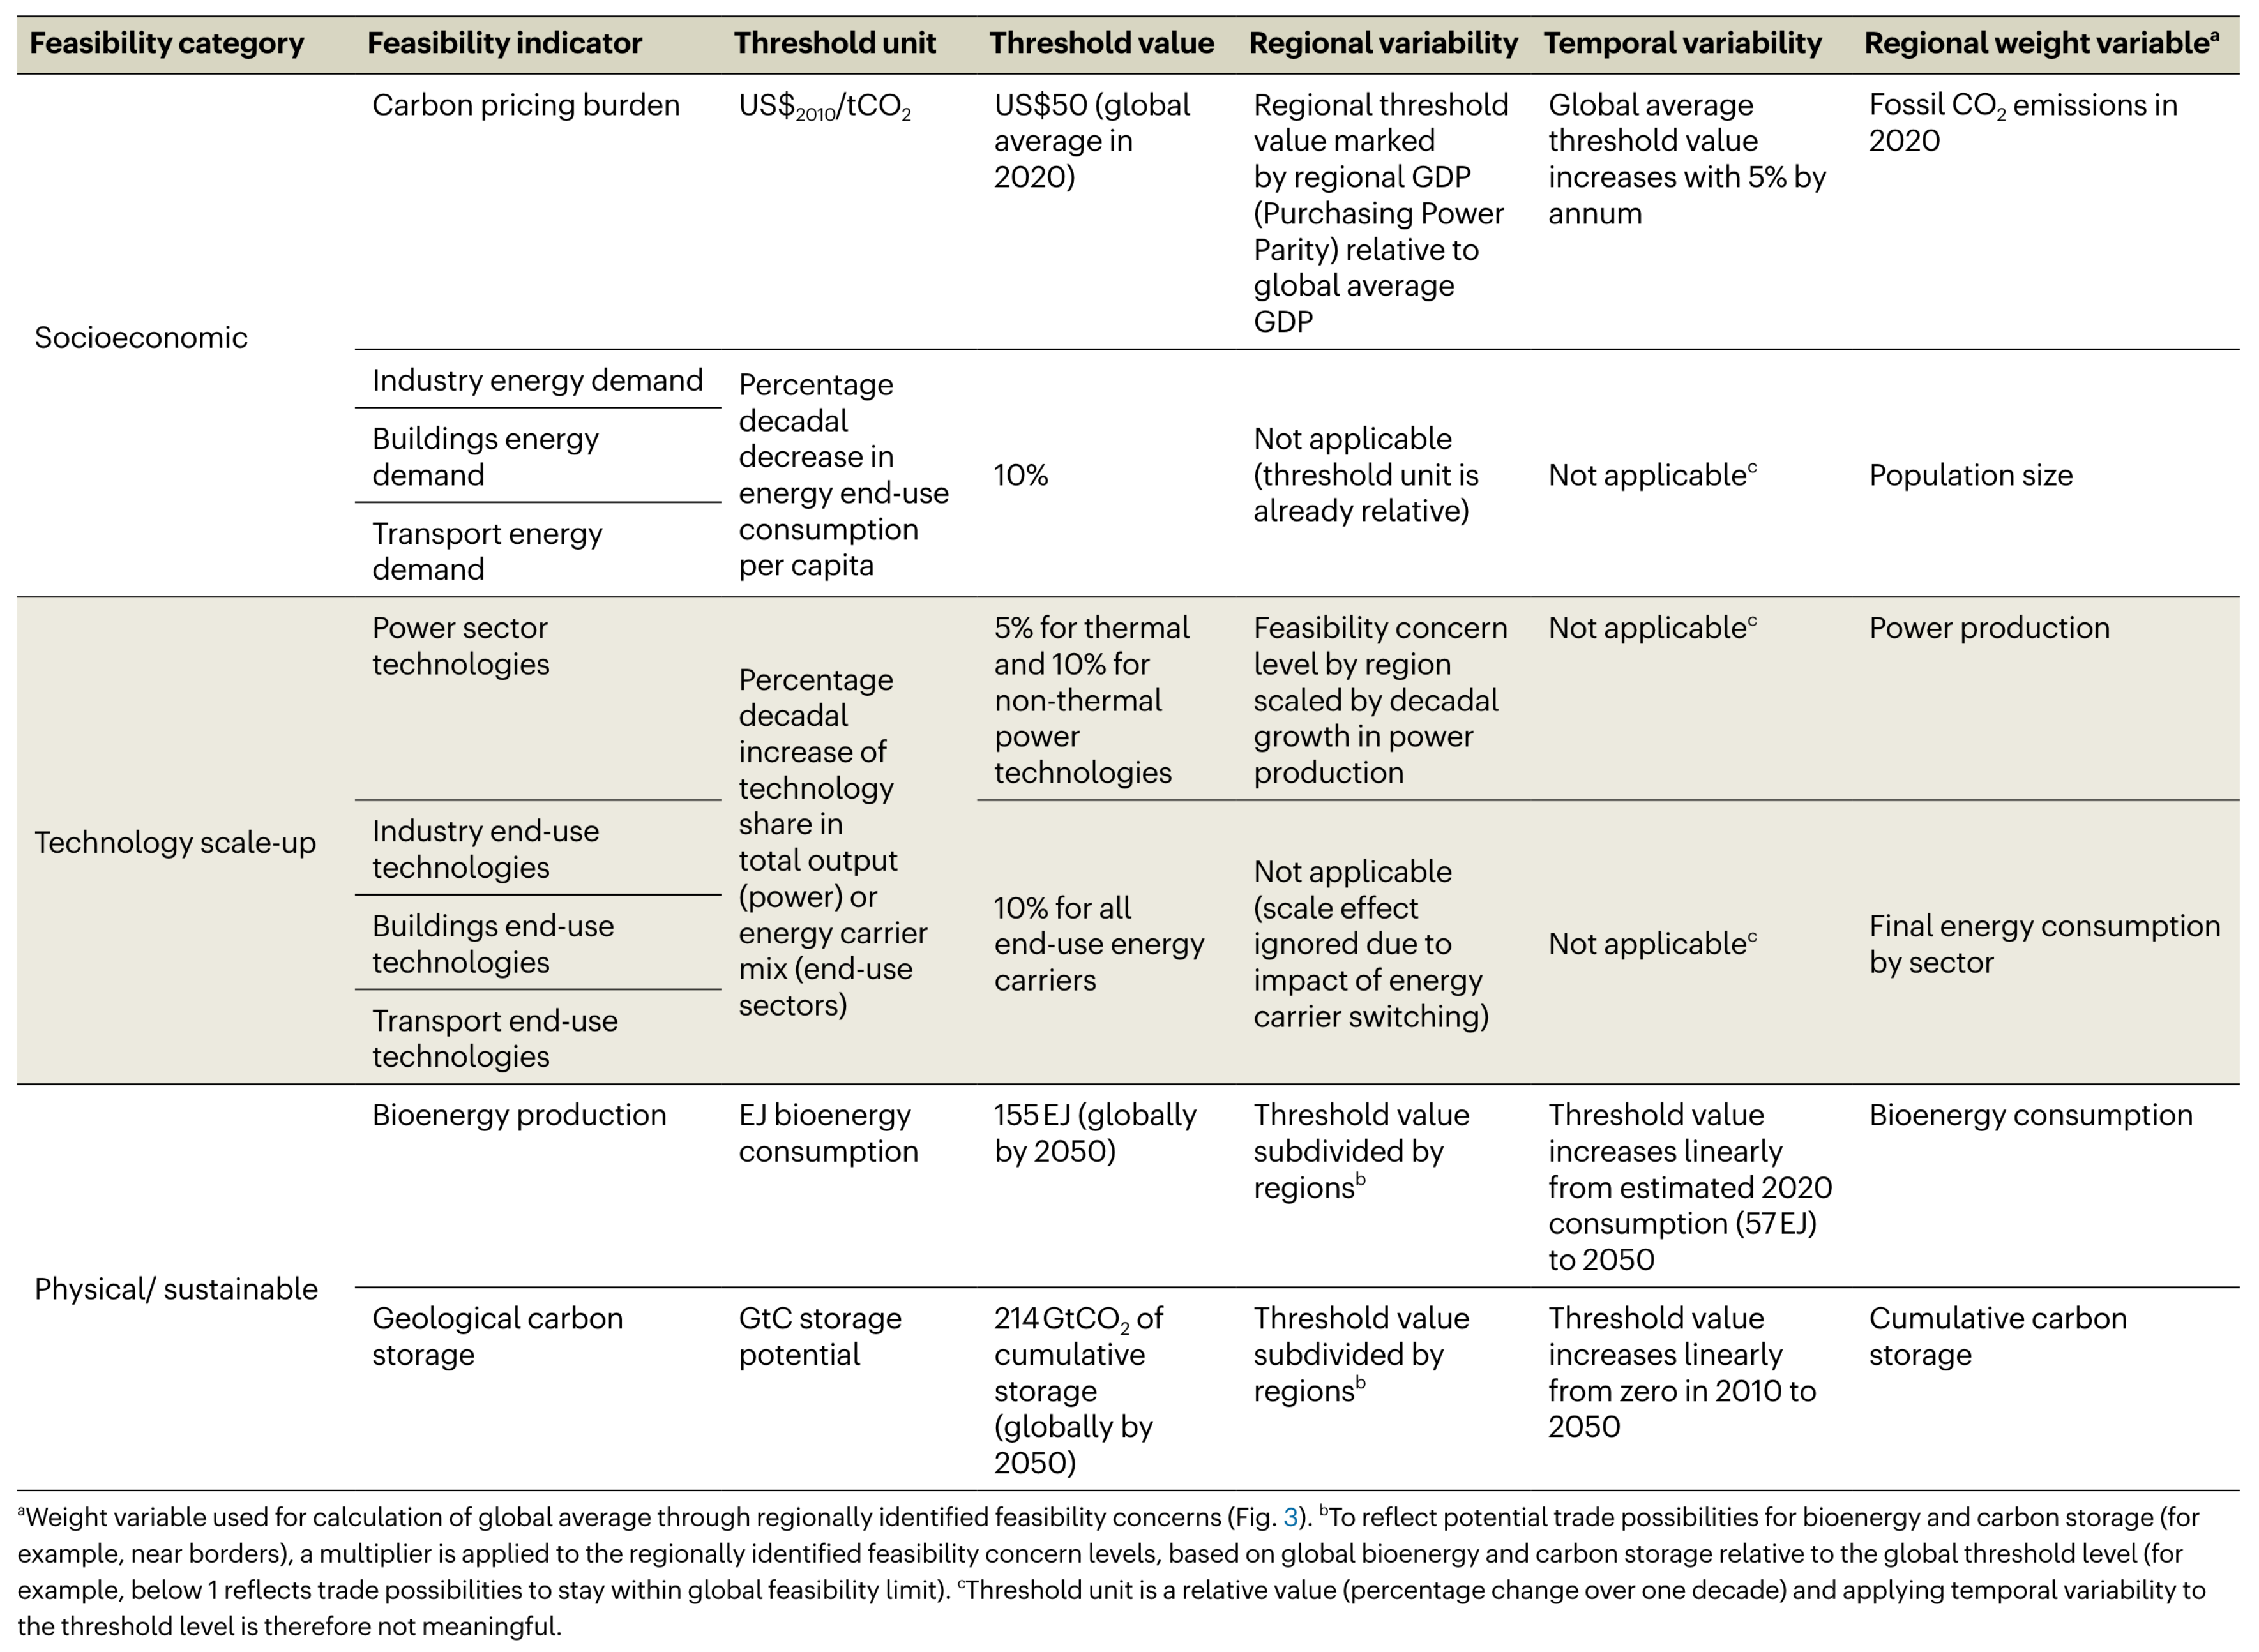 Feasibility category Feasibility indicator Threshold unit Threshold value Regional variability Temporal variability Regional weight variableᵃ
Socioeconomic
Carbon pricing burden
US$₂₀₁₀/tCO₂
US$50 (global
average in
2020)
Regional threshold
value marked
by regional GDP
(Purchasing Power
Parity) relative to
global average
GDP
Global average
threshold value
increases with 5% by
annum
Fossil CO₂ emissions in
2020
Industry energy demand
Buildings energy
demand
Transport energy
demand
Percentage
decadal
decrease in
energy end-use
consumption
per capita
10%
Not applicable
(threshold unit is
already relative)
Not applicableᶜ
Population size
Technology scale-up
Power sector
technologies
Percentage
decadal
increase of
technology
share in
total output
(power) or
energy carrier
mix (end-use
sectors)
5% for thermal
and 10% for
non-thermal
power
technologies
Feasibility concern
level by region
scaled by decadal
growth in power
production
Not applicableᶜ
Power production
Industry end-use
technologies
Buildings end-use
technologies
Transport end-use
technologies
10% for all
end-use energy
carriers
Not applicable
(scale effect
ignored due to
impact of energy
carrier switching)
Not applicableᶜ
Final energy consumption
by sector
Physical/ sustainable
Bioenergy production
EJ bioenergy
consumption
155 EJ (globally
by 2050)
Threshold value
subdivided by
regionsᵇ
Threshold value
increases linearly
from estimated 2020
consumption (57 EJ)
to 2050
Bioenergy consumption
Geological carbon
storage
GtC storage
potential
214 GtCO₂ of
cumulative
storage
(globally by
2050)
Threshold value
subdivided by
regionsᵇ
Threshold value
increases linearly
from zero in 2010 to
2050
Cumulative carbon
storage
ᵃWeight variable used for calculation of global average through regionally identified feasibility concerns (Fig. 3). ᵇTo reflect potential trade possibilities for bioenergy and carbon storage (for
example, near borders), a multiplier is applied to the regionally identified feasibility concern levels, based on global bioenergy and carbon storage relative to the global threshold level (for
example, below 1 reflects trade possibilities to stay within global feasibility limit). ᶜThreshold unit is a relative value (percentage change over one decade) and applying temporal variability to
the threshold level is therefore not meaningful.